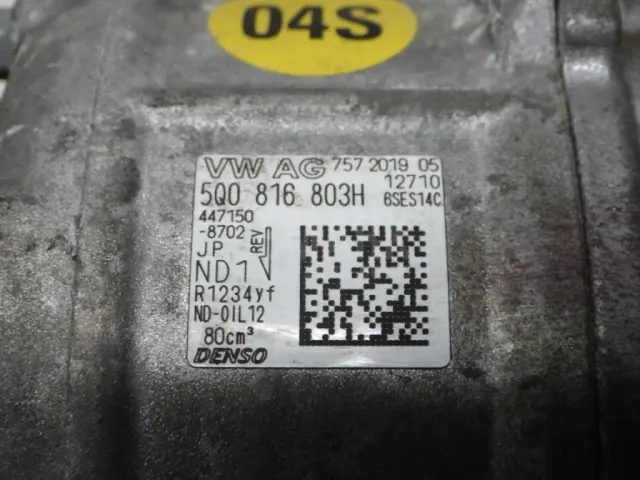 04S
VW AG 757 2019 05
12710
5Q0 816 803H 6SES14C
447150
-8702
JP REV
ND1
R1234yf
ND-OIL12
80cm³
DENSO